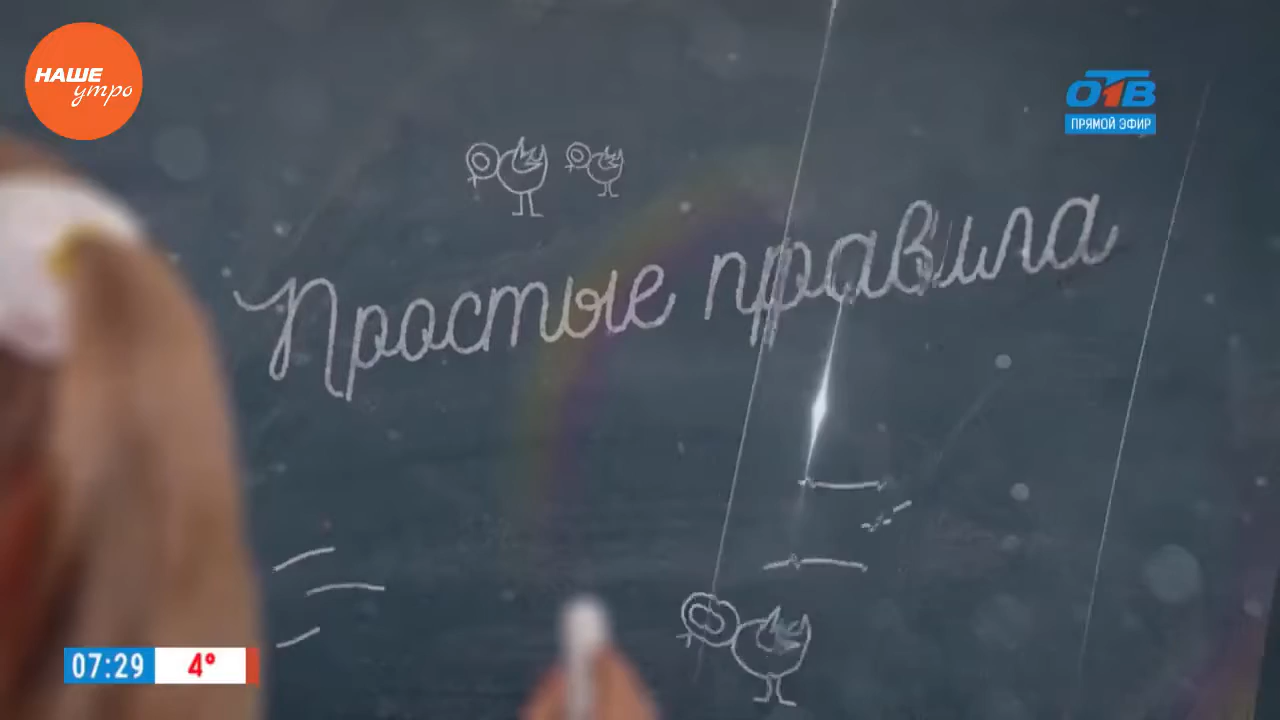 НАШЕ
утро
ОТВ
ПРЯМОЙ ЭФИР
Простые правила
07:29 4°